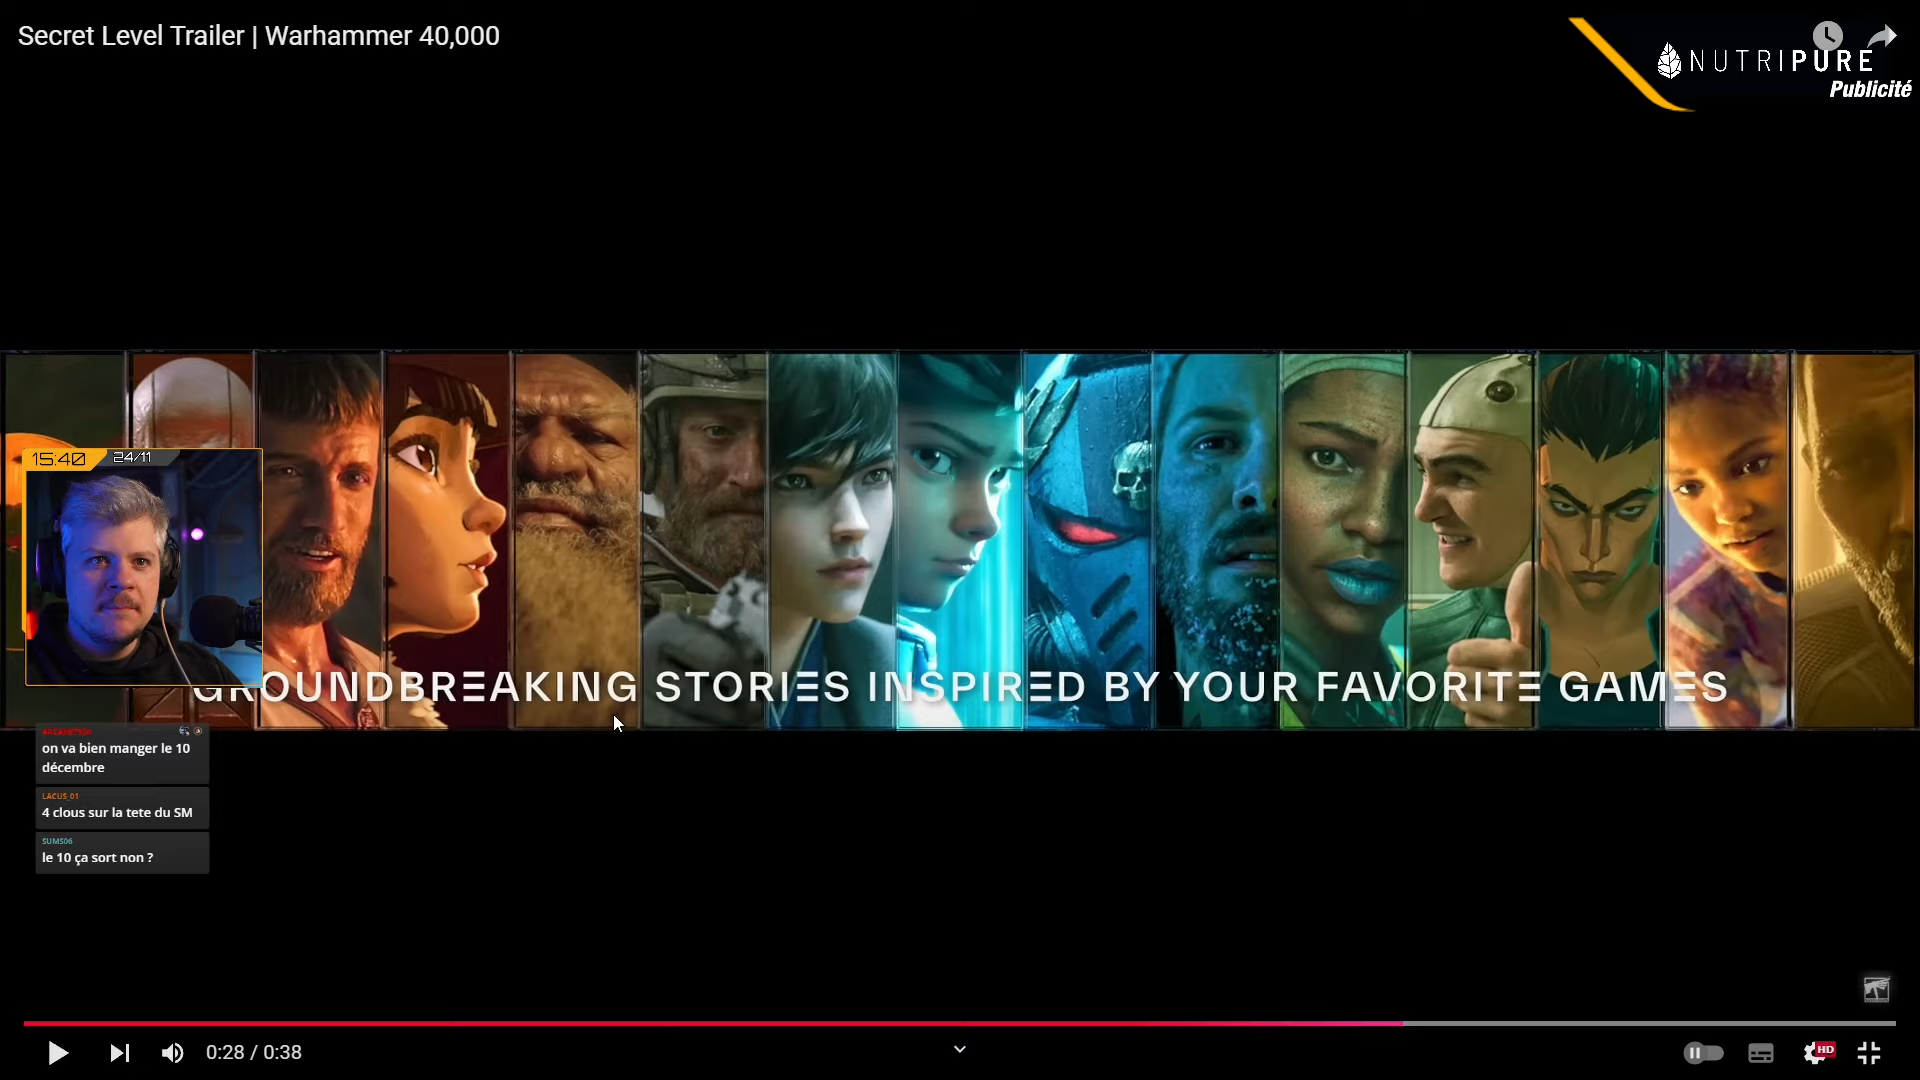 Secret Level Trailer | Warhammer 40,000
NUTRIPURE
Publicité
15:40
24/11
GROUNDBREAKING STORIES INSPIRED BY YOUR FAVORITE GAMES
on va bien manger le 10
décembre
LACUS_01
4 clous sur la tete du SM
SUMS06
le 10 ça sort non ?
0:28 / 0:38
HD